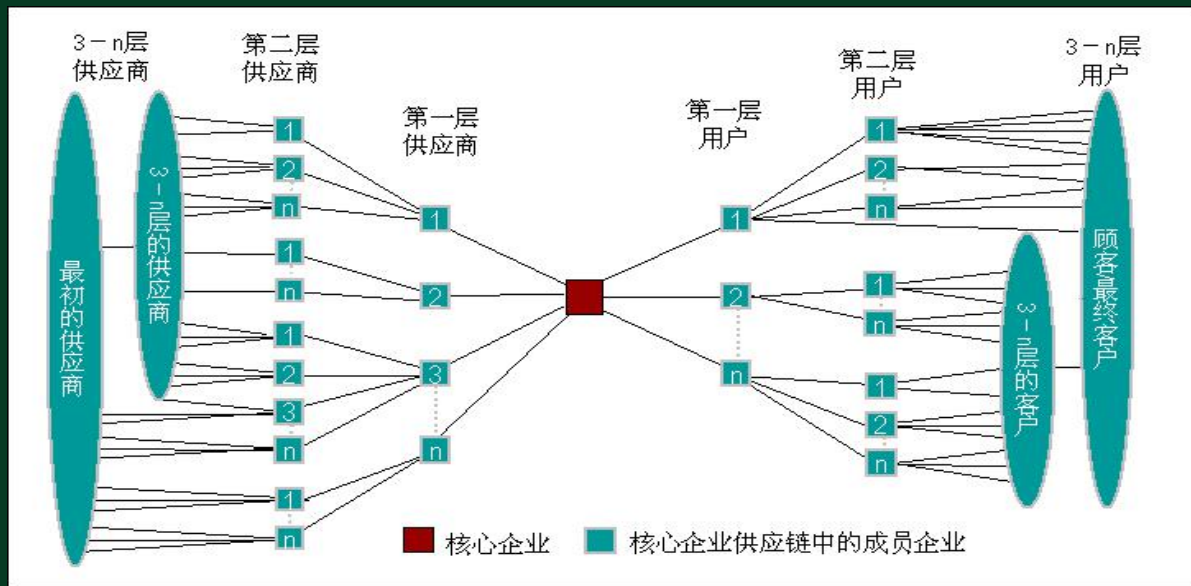 3－n层
供应商
第二层
供应商
第一层
供应商
第一层
用户
第二层
用户
3－n层
用户
最初的供应商
3－n层的供应商
1
2
n
1
n
1
2
3
n
1
n
1
2
3
n
1
2
n
1
2
n
1
n
1
2
n
3－n层的客户
顾客最终客户
核心企业
核心企业供应链中的成员企业